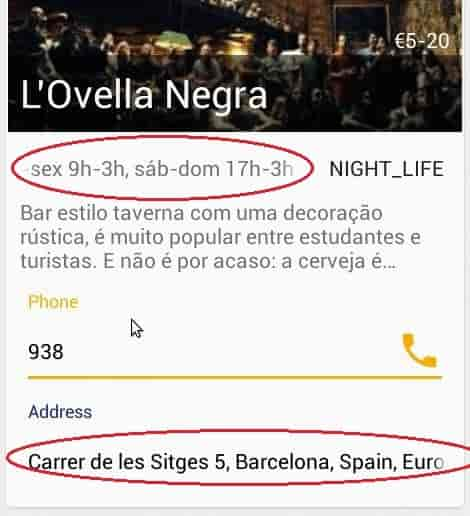 €5-20
L'Ovella Negra
sex 9h-3h, sáb-dom 17h-3h
NIGHT_LIFE
Bar estilo taverna com uma decoração
rústica, é muito popular entre estudantes e
turistas. E não é por acaso: a cerveja é...
Phone
938
Address
Carrer de les Sitges 5, Barcelona, Spain, Euro